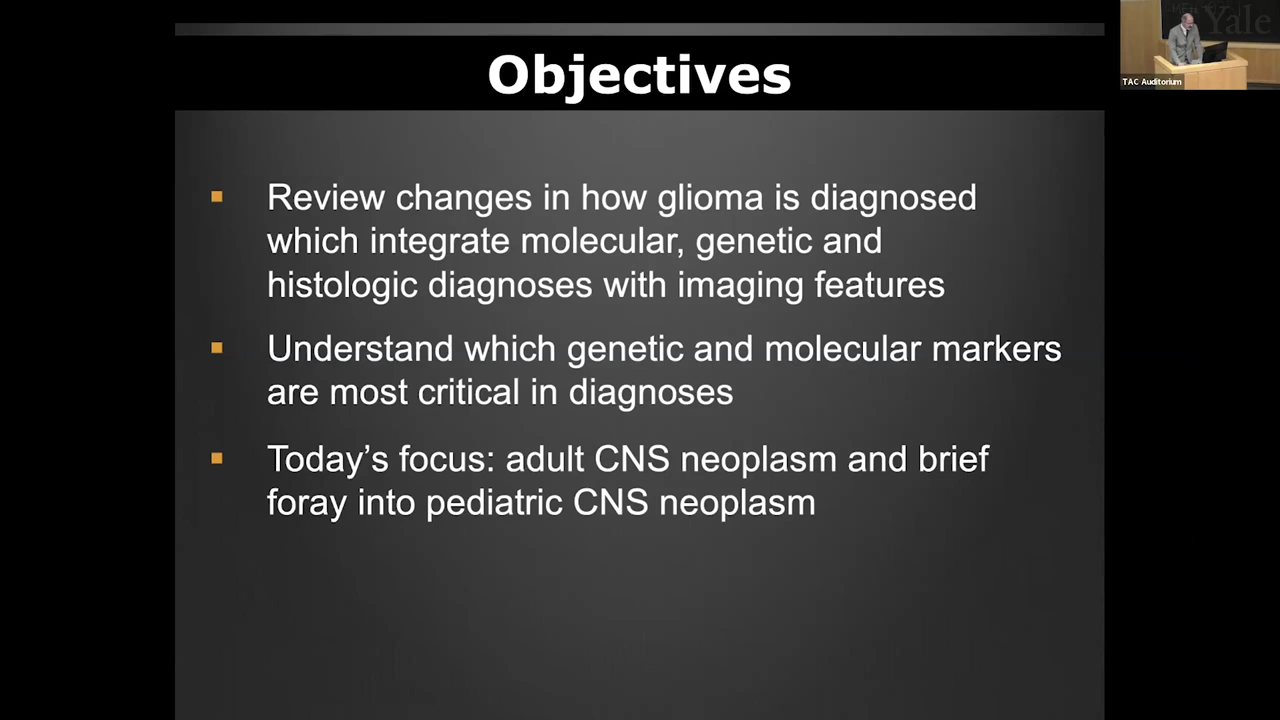 Objectives
Review changes in how glioma is diagnosed
which integrate molecular, genetic and
histologic diagnoses with imaging features
Understand which genetic and molecular markers
are most critical in diagnoses
Today’s focus: adult CNS neoplasm and brief
foray into pediatric CNS neoplasm
Yale
TAC Auditorium